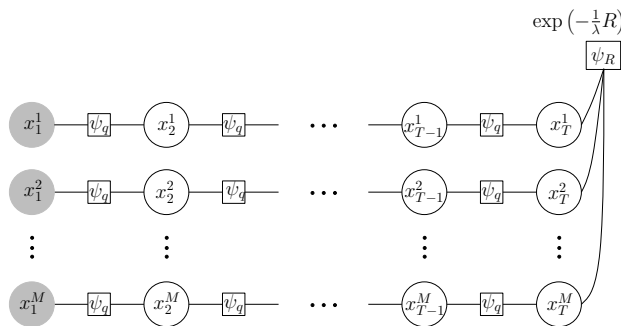 exp (−\frac{1}{λ}R)
ψ_R
x_1^1 ψ_q x_2^1 ψ_q ⋯ x_{T−1}^1 ψ_q x_T^1
x_1^2 ψ_q x_2^2 ψ_q ⋯ x_{T−1}^2 ψ_q x_T^2
⋮ ⋮ ⋮ ⋮
x_1^M ψ_q x_2^M ψ_q ⋯ x_{T−1}^M ψ_q x_T^M